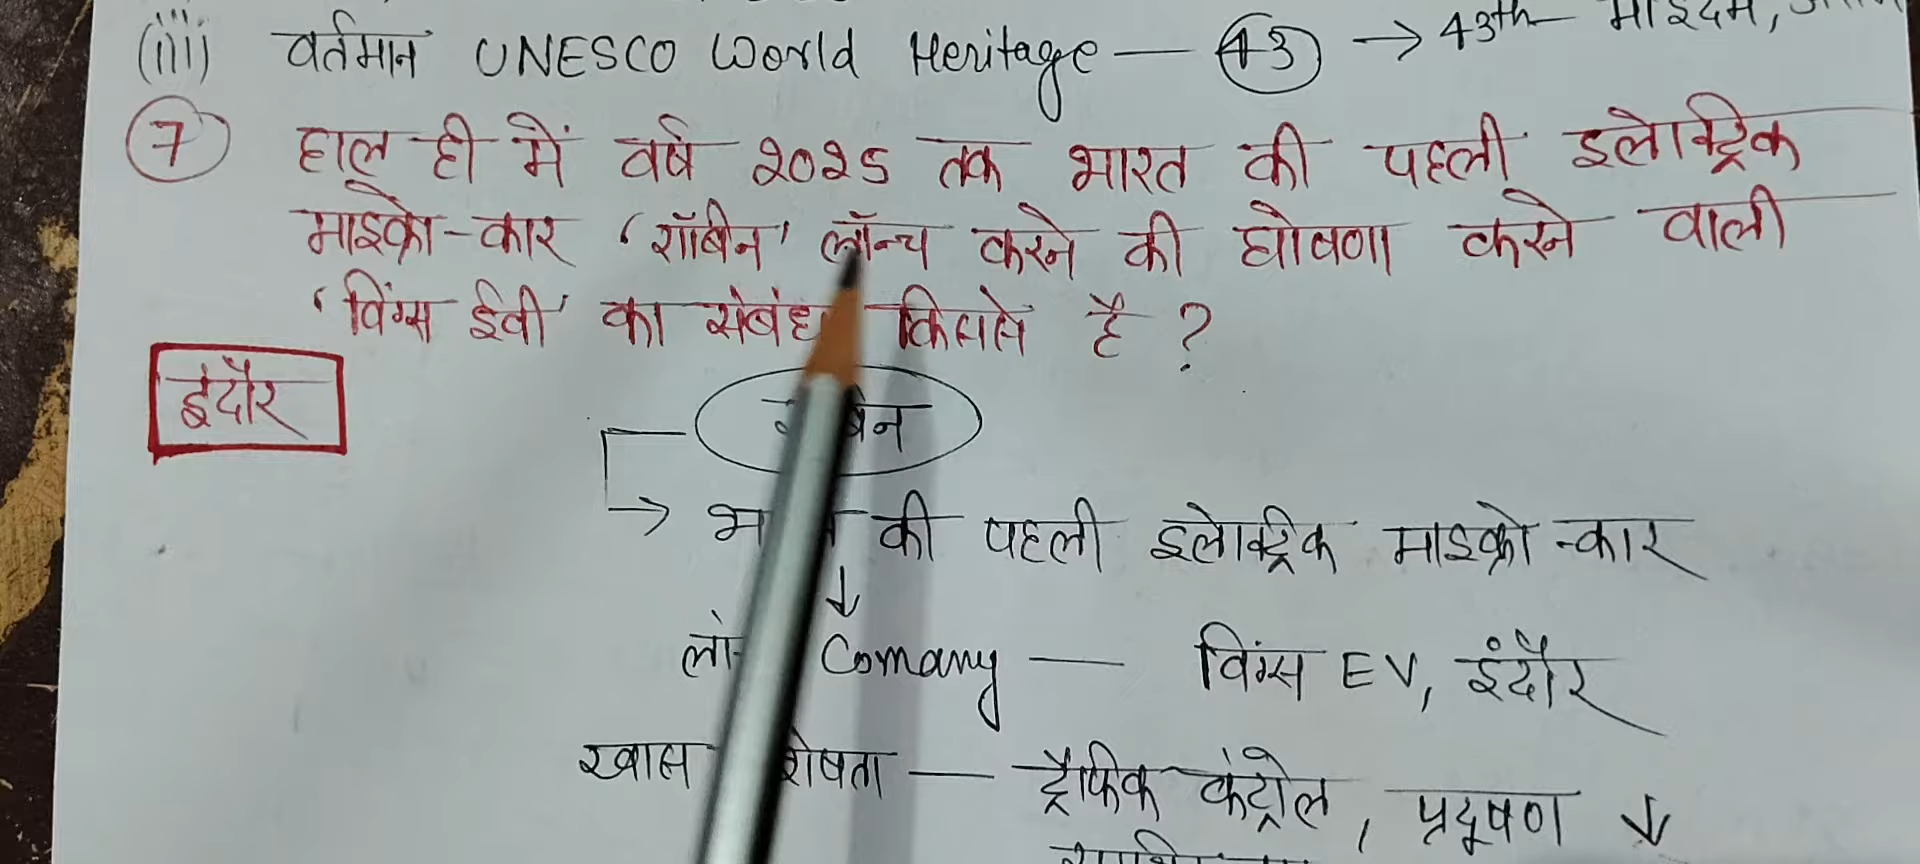 (iii) वर्तमान UNESCO World Heritage — 43 → 43th माइदम,
7 हाल ही में वर्ष 2025 तक भारत की पहली इलेक्ट्रिक
माइक्रो-कार 'रॉबीन' लॉन्च करने की घोषणा करने वाली
'विंग्स ईवी' का संबंध किससे है ?
इंदौर
→ की पहली इलेक्ट्रिक माइक्रो-कार
↓
Comany — विंग्स EV, इंदौर
खास — ट्रैफिक कंट्रोल, प्रदूषण ↓